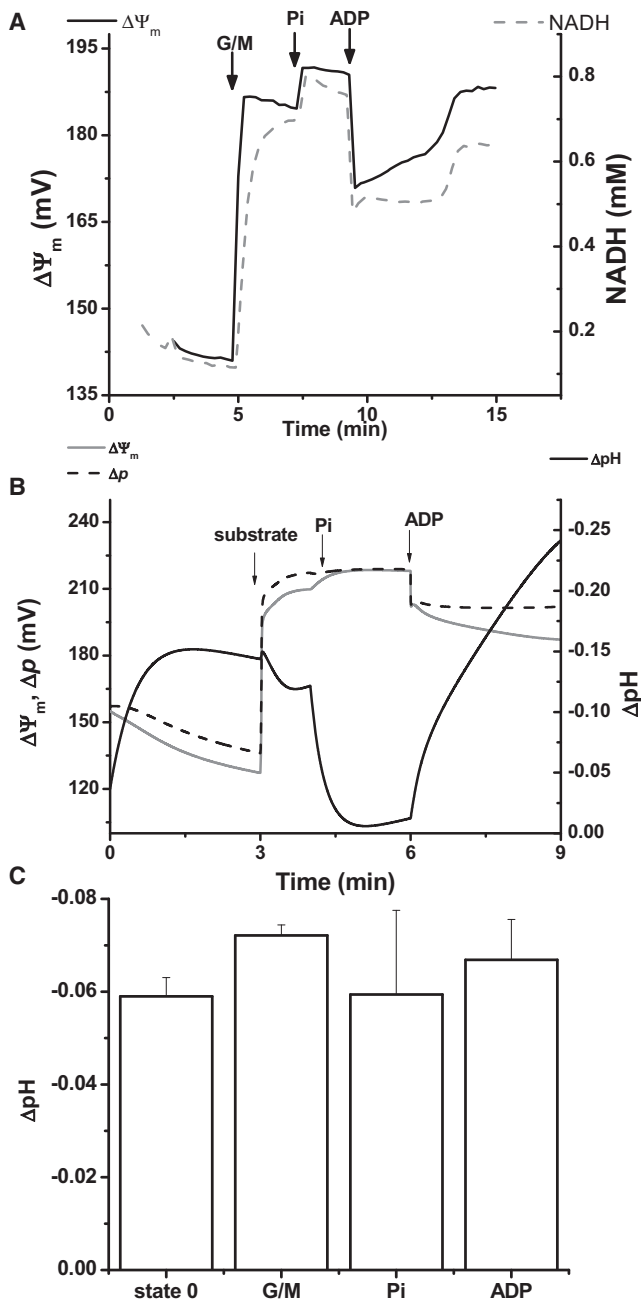 A
ΔΨm
NADH
G/M
Pi
ADP
195
180
165
150
135
ΔΨm (mV)
0.8
0.6
0.4
0.2
NADH (mM)
0
5
10
15
Time (min)
ΔΨm
Δp
ΔpH
B
substrate
Pi
ADP
240
210
180
150
120
ΔΨm, Δp (mV)
-0.25
-0.20
-0.15
-0.10
-0.05
0.00
ΔpH
0
3
6
9
Time (min)
C
-0.08
-0.06
-0.04
-0.02
0.00
ΔpH
state 0
G/M
Pi
ADP